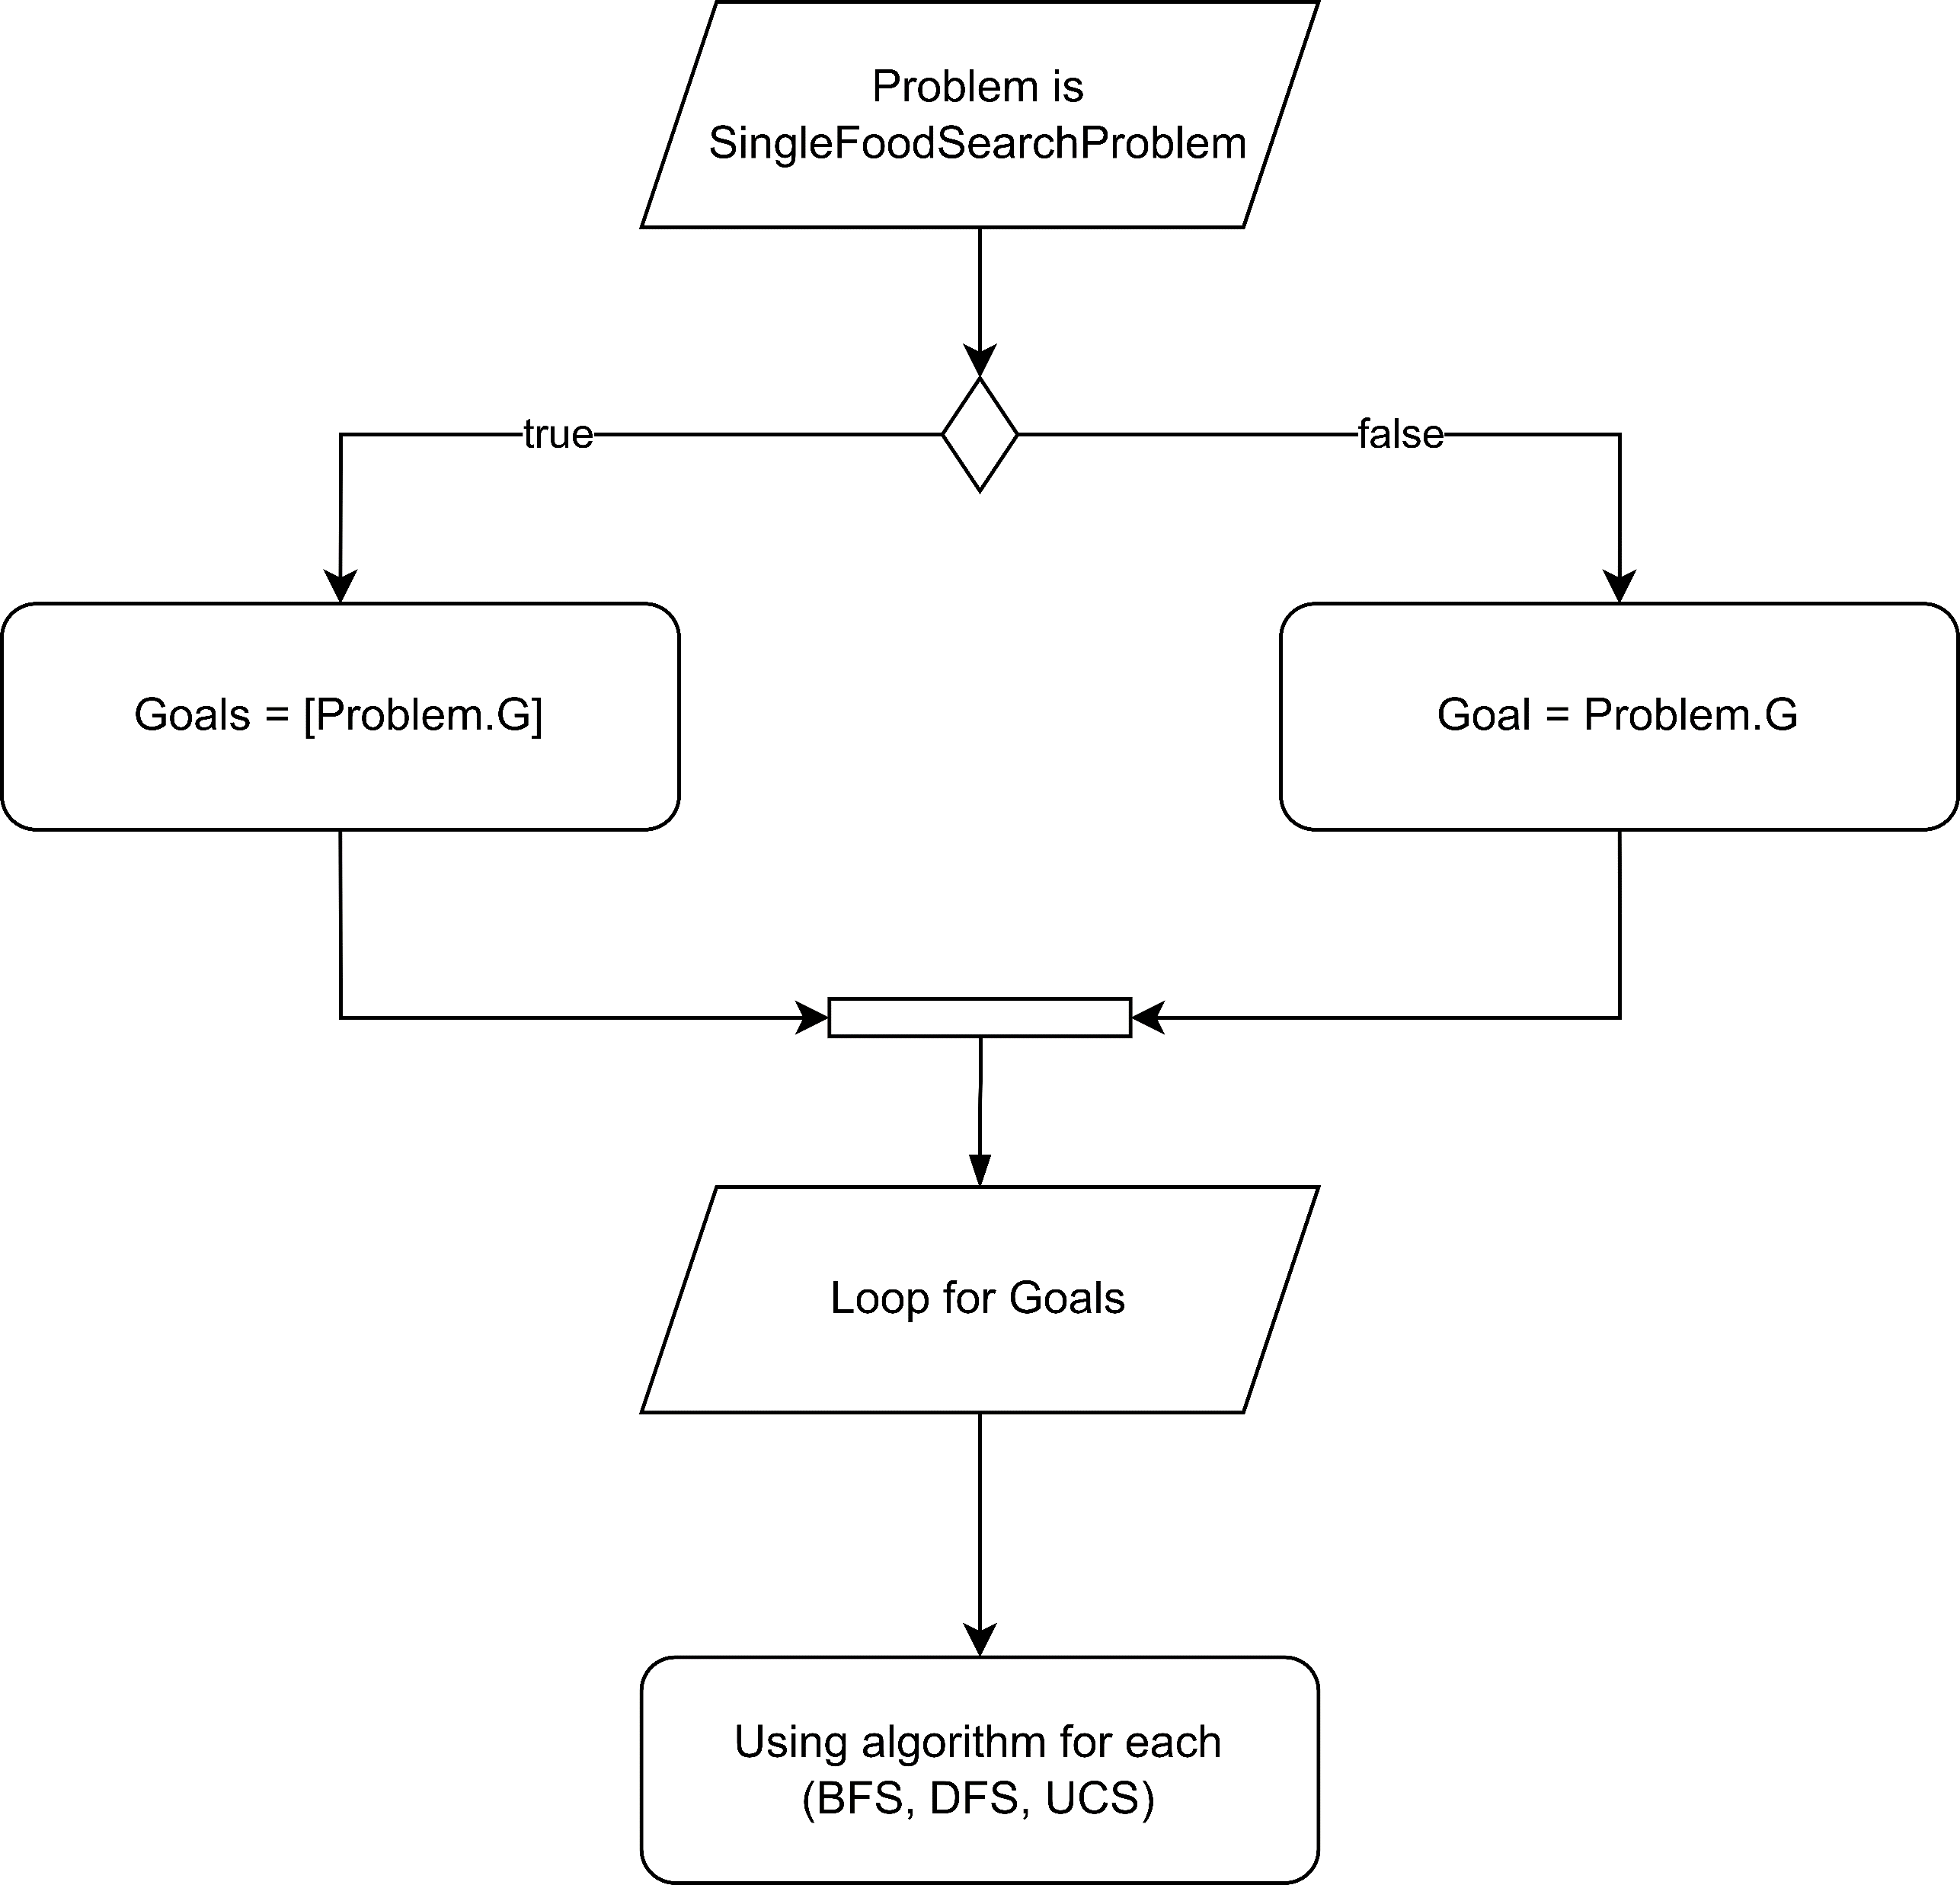 Problem is
SingleFoodSearchProblem
true
false
Goals = [Problem.G]
Goal = Problem.G
Loop for Goals
Using algorithm for each
(BFS, DFS, UCS)